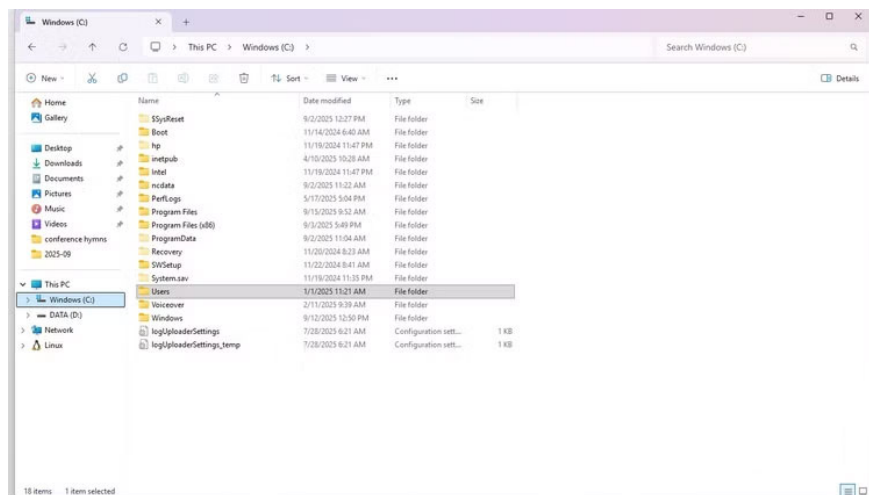 Windows (C:)
This PC > Windows (C:) >
Search Windows (C:)
New
Sort
View
Details
Home
Gallery
Desktop
Downloads
Documents
Pictures
Music
Videos
conference hymns
2025-09
This PC
Windows (C:)
DATA (D:)
Network
Linux
Name Date modified Type Size
$SysReset 9/2/2025 12:27 PM File folder
Boot 11/14/2024 6:40 AM File folder
hp 11/19/2024 11:47 PM File folder
inetpub 4/10/2025 10:28 AM File folder
Intel 11/19/2024 11:47 PM File folder
ncdata 9/2/2025 11:22 AM File folder
PerfLogs 5/17/2025 5:04 PM File folder
Program Files 9/15/2025 9:52 AM File folder
Program Files (x86) 9/3/2025 5:49 PM File folder
ProgramData 9/2/2025 11:04 AM File folder
Recovery 11/20/2024 8:23 AM File folder
SWSetup 11/22/2024 8:41 AM File folder
System.sav 11/19/2024 11:35 PM File folder
Users 1/1/2025 11:21 AM File folder
Voiceover 2/11/2025 9:39 AM File folder
Windows 9/12/2025 12:50 PM File folder
logUploaderSettings 7/28/2025 6:21 AM Configuration sett... 1 KB
logUploaderSettings_temp 7/28/2025 6:21 AM Configuration sett... 1 KB
18 items 1 item selected